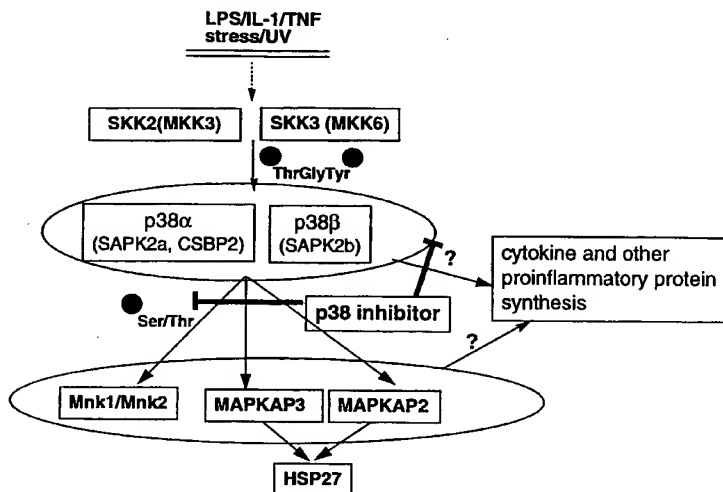 LPS/IL-1/TNF
stress/UV
SKK2(MKK3)
SKK3 (MKK6)
ThrGlyTyr
p38α
(SAPK2a, CSBP2)
p38β
(SAPK2b)
?
cytokine and other
proinflammatory protein
synthesis
p38 inhibitor
Ser/Thr
?
Mnk1/Mnk2
MAPKAP3
MAPKAP2
HSP27